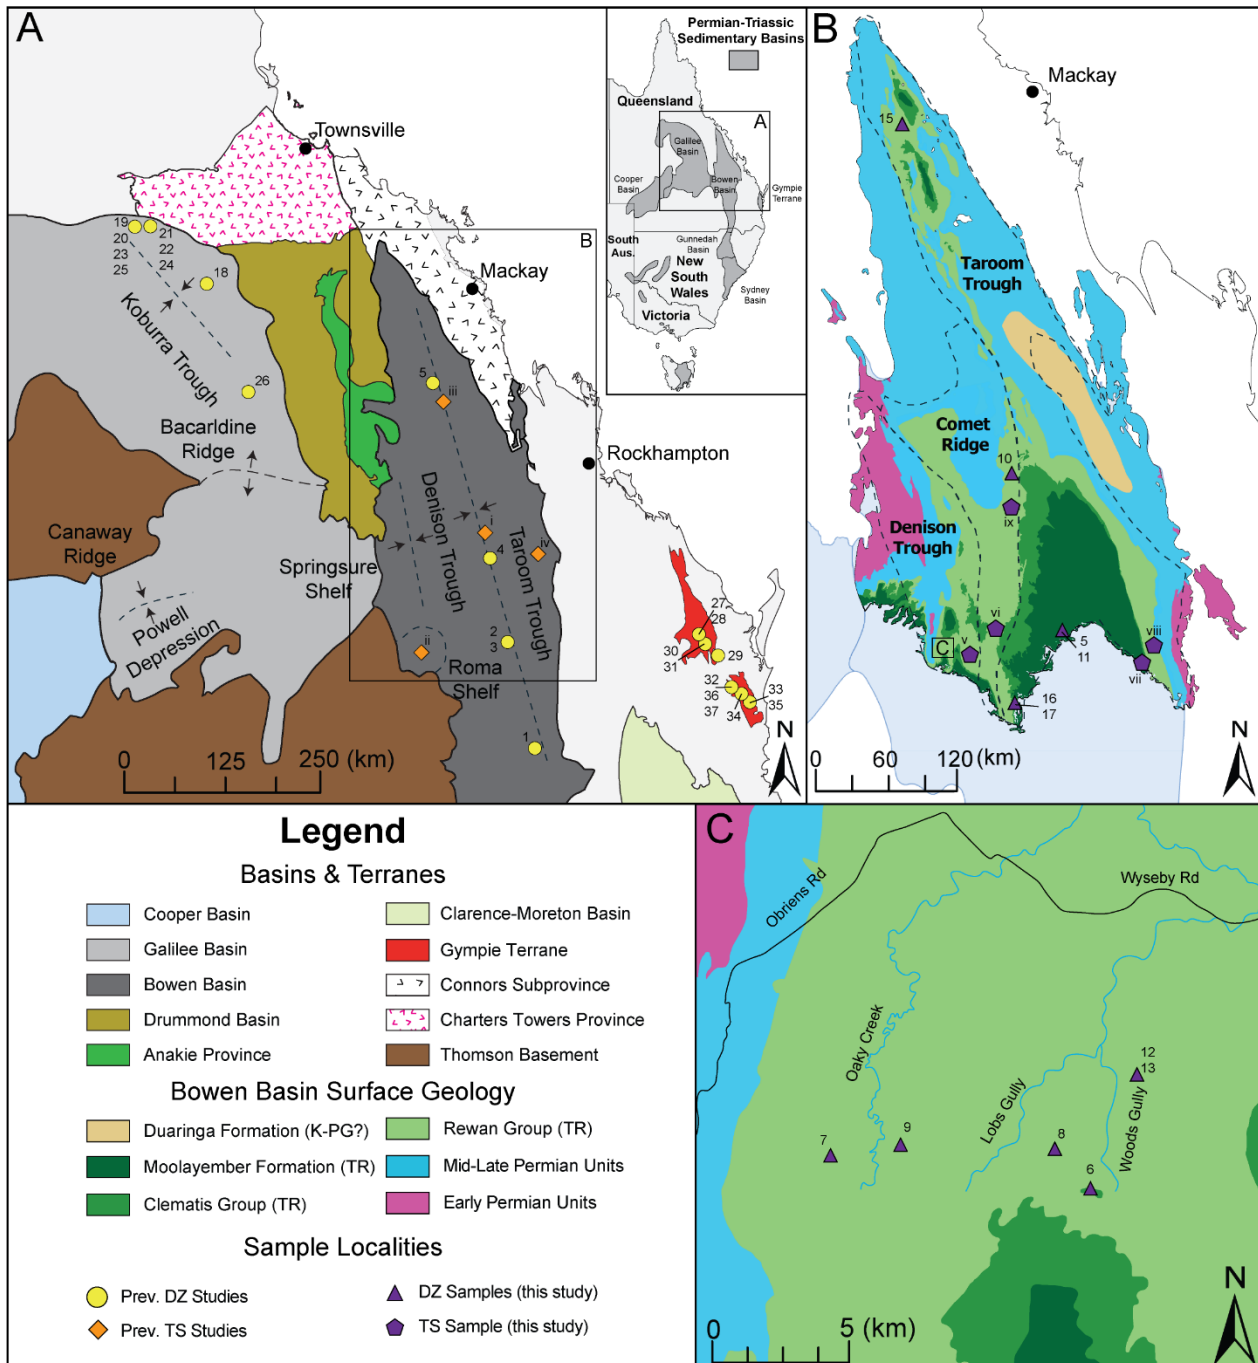 A
Townsville
Mackay
Rockhampton
B
19
20
23
25
21
22
24
18
26
Koburra Trough
Bacarldine
Ridge
Canaway
Ridge
Powell
Depression
Springsure
Shelf
Denison Trough
Taroom Trough
Roma
Shelf
5
iii
i
4
iv
2
3
ii
1
27
28
30
31
29
32
36
37
34
33
35
0 125 250 (km)
N
Permian-Triassic
Sedimentary Basins
Queensland
A
Galilee
Basin
Cooper
Basin
Bowen
Basin
Gympie
Terrane
South
Aus.
Gunnedah
Basin
New
South
Wales
Sydney
Basin
Victoria
B
Mackay
15
Taroom
Trough
Comet
Ridge
Denison
Trough
10
ix
vi
v
C
5
11
viii
vii
16
17
0 60 120 (km)
N
Legend
Basins & Terranes
Cooper Basin
Galilee Basin
Bowen Basin
Drummond Basin
Anakie Province
Clarence-Moreton Basin
Gympie Terrane
Connors Subprovince
Charters Towers Province
Thomson Basement
Bowen Basin Surface Geology
Duaringa Formation (K-PG?)
Moolayember Formation (TR)
Clematis Group (TR)
Rewan Group (TR)
Mid-Late Permian Units
Early Permian Units
Sample Localities
Prev. DZ Studies
Prev. TS Studies
DZ Samples (this study)
TS Sample (this study)
C
Obriens Rd
Wyseby Rd
Oaky Creek
Lobs Gully
Woods Gully
12
13
7
9
8
6
0 5 (km)
N